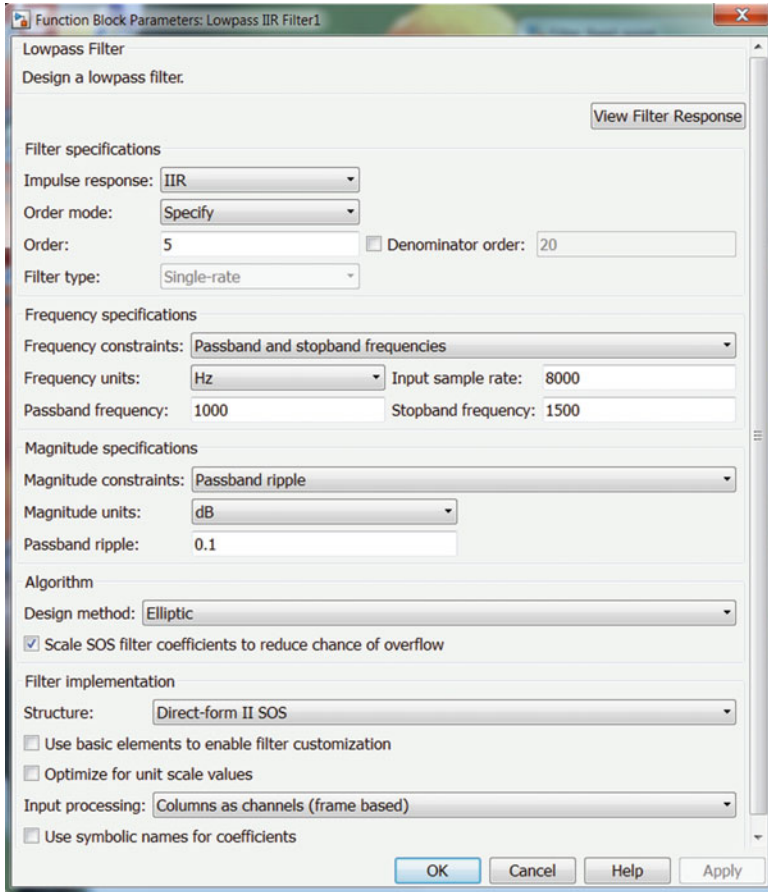 Function Block Parameters: Lowpass IIR Filter1
Lowpass Filter
Design a lowpass filter.
View Filter Response
Filter specifications
Impulse response: IIR
Order mode: Specify
Order: 5 Denominator order: 20
Filter type: Single-rate
Frequency specifications
Frequency constraints: Passband and stopband frequencies
Frequency units: Hz Input sample rate: 8000
Passband frequency: 1000 Stopband frequency: 1500
Magnitude specifications
Magnitude constraints: Passband ripple
Magnitude units: dB
Passband ripple: 0.1
Algorithm
Design method: Elliptic
Scale SOS filter coefficients to reduce chance of overflow
Filter implementation
Structure: Direct-form II SOS
Use basic elements to enable filter customization
Optimize for unit scale values
Input processing: Columns as channels (frame based)
Use symbolic names for coefficients
OK Cancel Help Apply